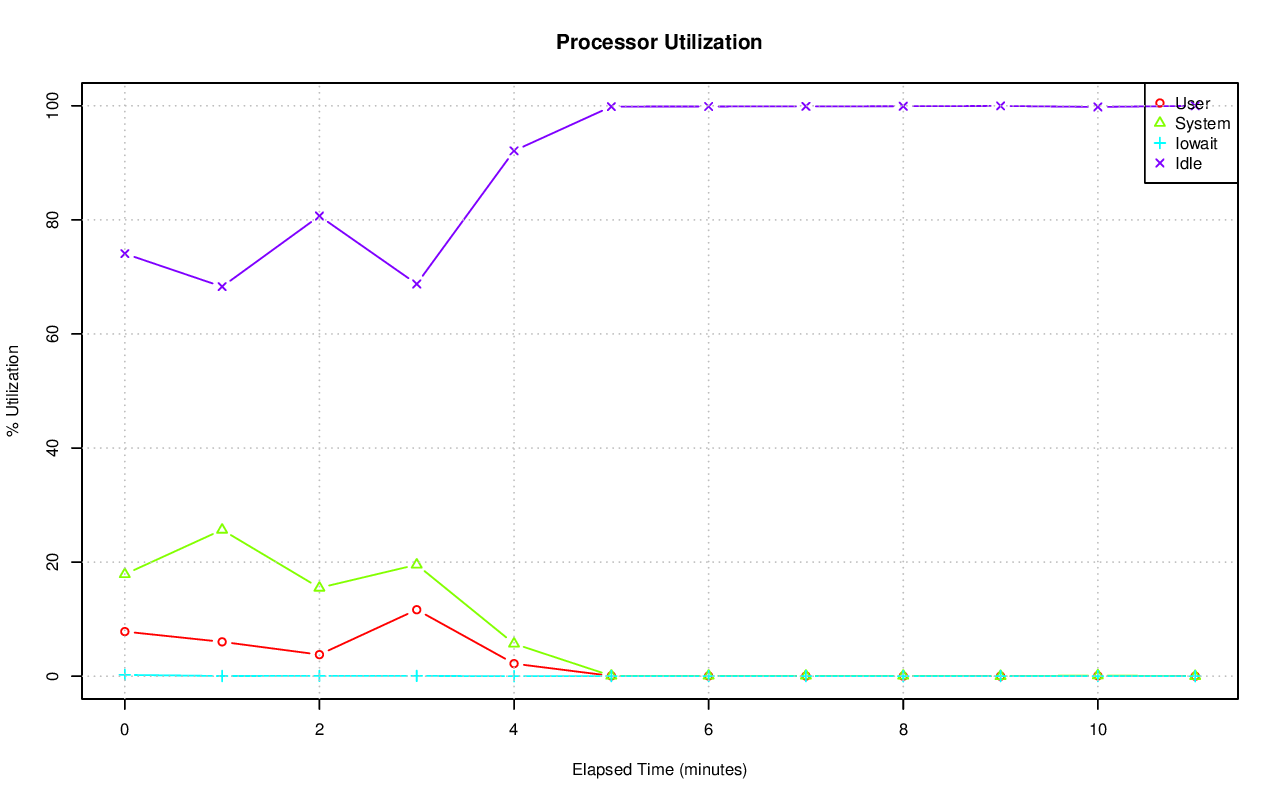 Processor Utilization
% Utilization
100
80
60
40
20
0
User
System
Iowait
Idle
0 2 4 6 8 10
Elapsed Time (minutes)